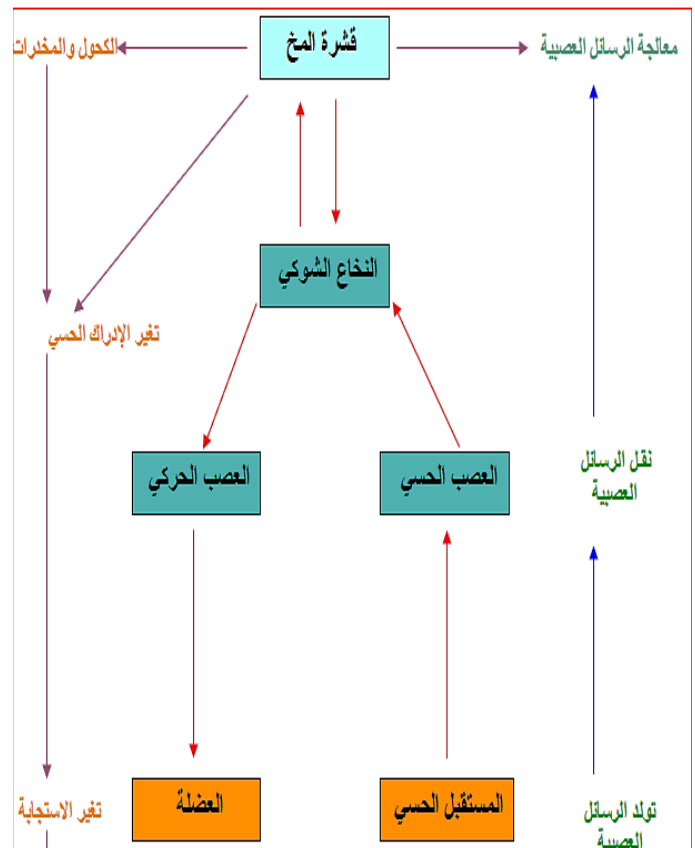 معالجة الرسائل العصبية
قشرة المخ
الكحول والمخدرات
النخاع الشوكي
تغير الإدراك الحسي
نقل الرسائل
العصبية
العصب الحسي
العصب الحركي
تولد الرسائل
العصبية
المستقبل الحسي
العضلة
تغير الاستجابة